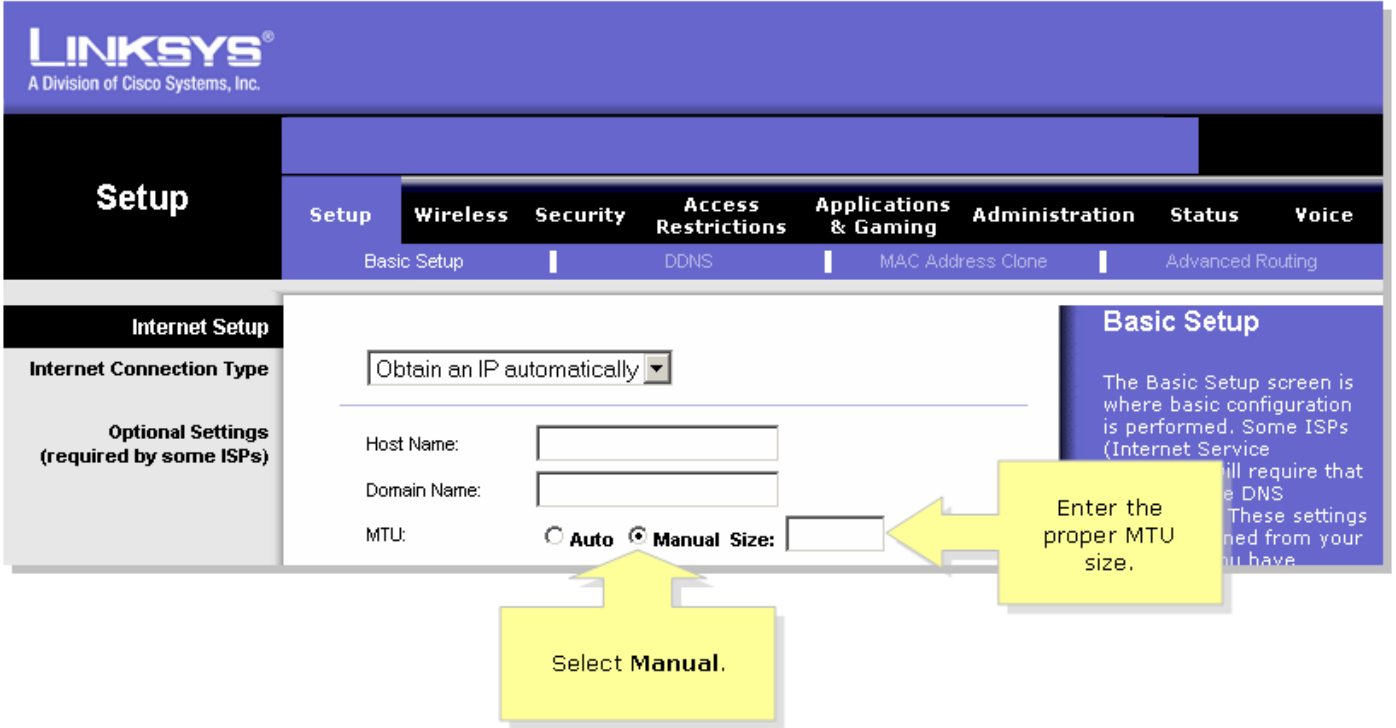 LINKSYS®
A Division of Cisco Systems, Inc.
Setup
Setup Wireless Security Access Restrictions Applications & Gaming Administration Status Voice
Basic Setup DDNS MAC Address Clone Advanced Routing
Internet Setup
Internet Connection Type
Obtain an IP automatically
Optional Settings
(required by some ISPs)
Host Name:
Domain Name:
MTU:
Auto Manual Size:
Basic Setup
The Basic Setup screen is
where basic configuration
is performed. Some ISPs
(Internet Service
will require that
DNS
These settings
from your
have
Enter the
proper MTU
size.
Select Manual.